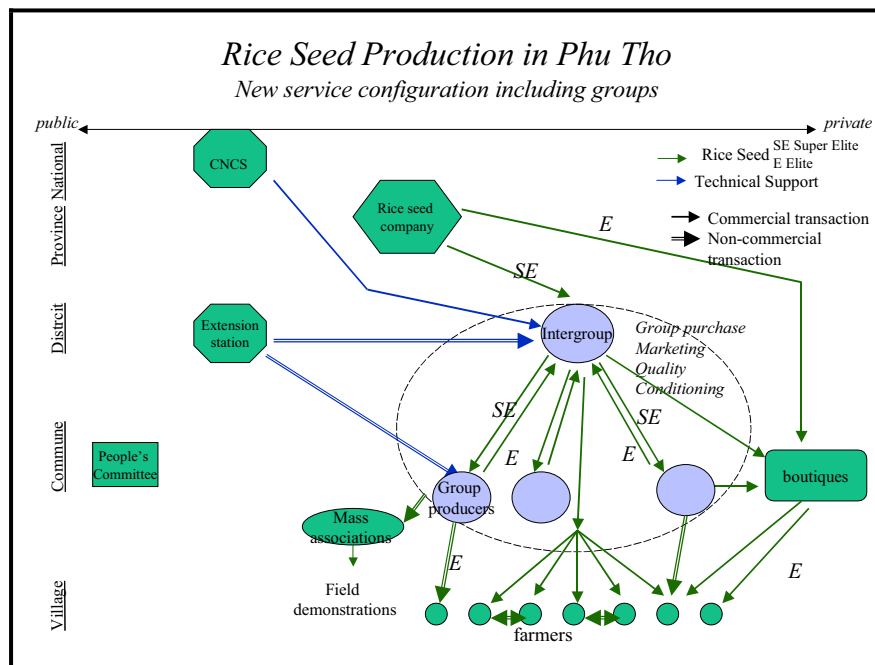 Rice Seed Production in Phu Tho
New service configuration including groups
public
private
National
Province
Distrcit
Commune
Village
CNCS
Rice seed
company
Rice Seed
SE Super Elite
E Elite
Technical Support
Commercial transaction
Non-commercial
transaction
E
SE
Extension
station
Intergroup
Group purchase
Marketing
Quality
Conditioning
SE
E
SE
E
People's
Committee
Group
producers
boutiques
Mass
associations
E
E
Field
demonstrations
farmers